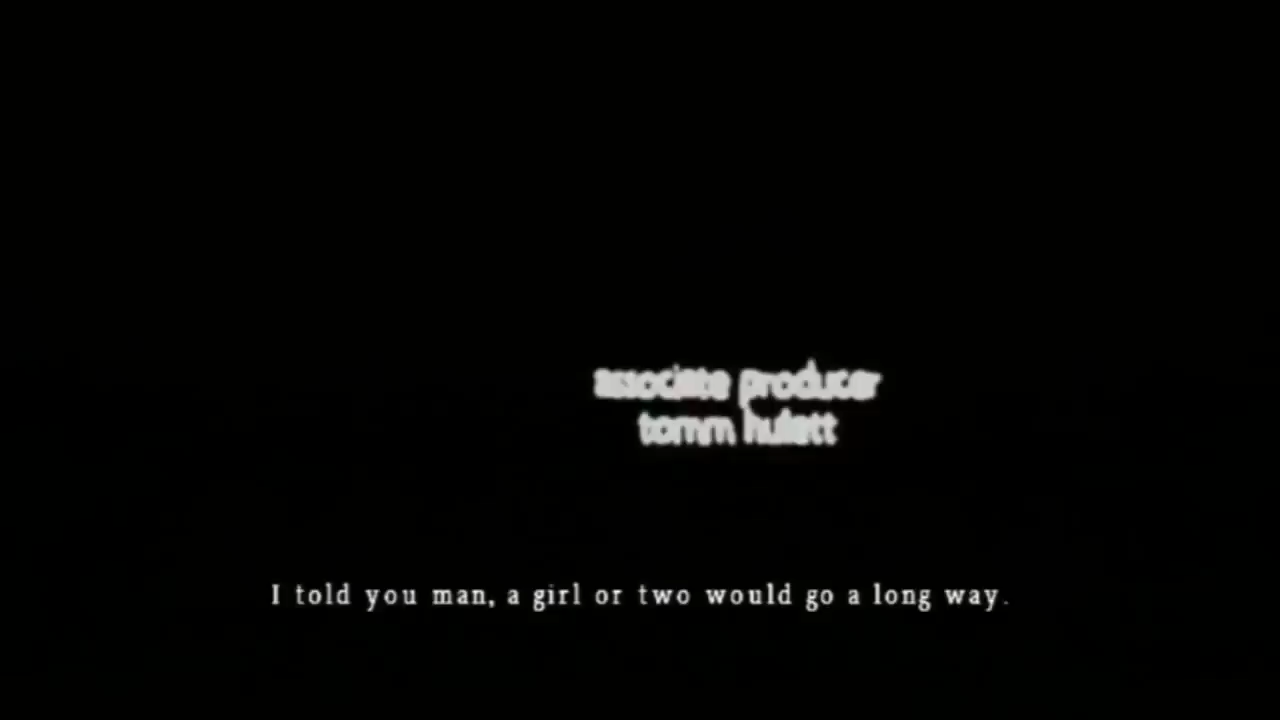 associate producer
tomm hulett
I told you man, a girl or two would go a long way.